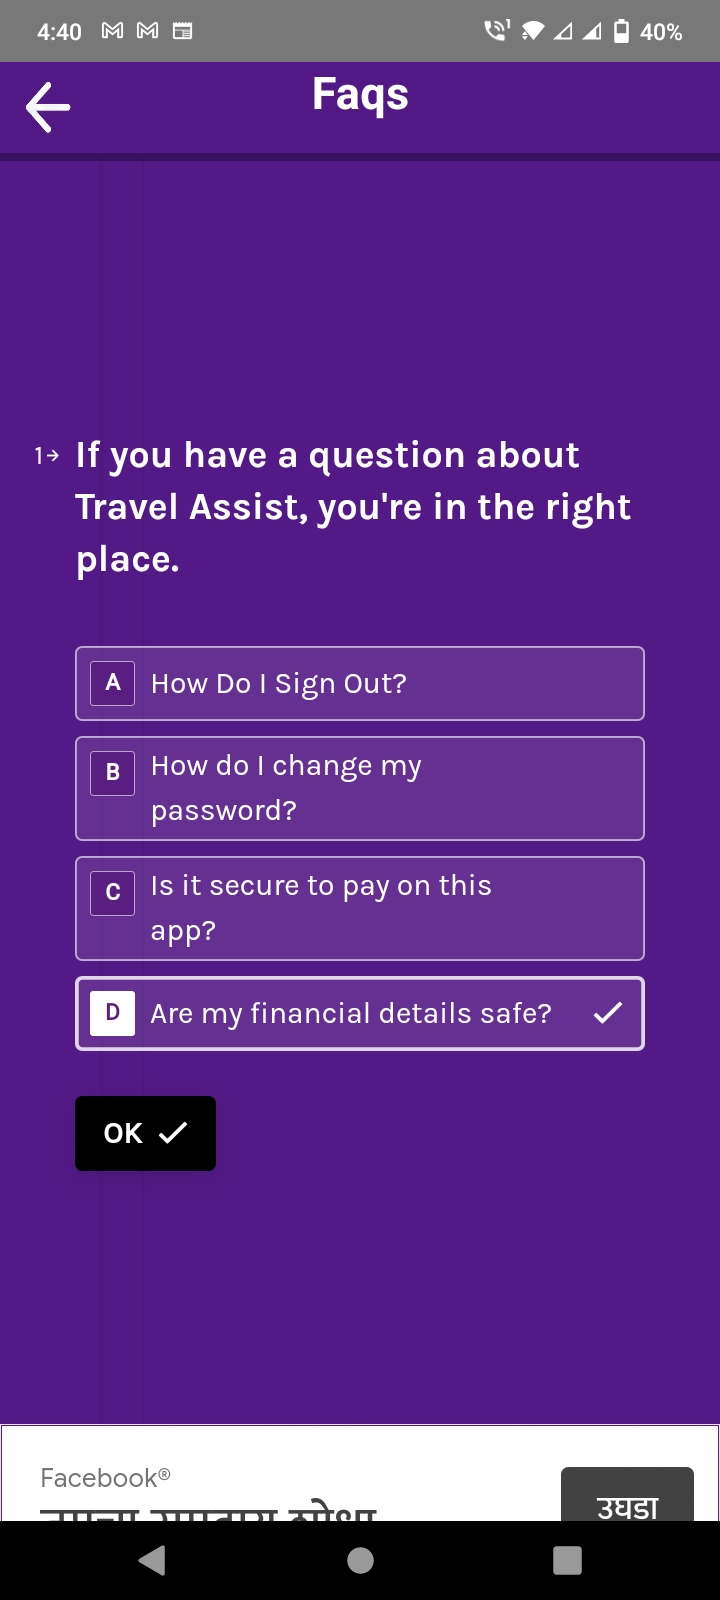 4:40
1
40%
Faqs
1 If you have a question about
Travel Assist, you're in the right
place.
A How Do I Sign Out?
B How do I change my
password?
C Is it secure to pay on this
app?
D Are my financial details safe?
OK
Facebook®
उघडा